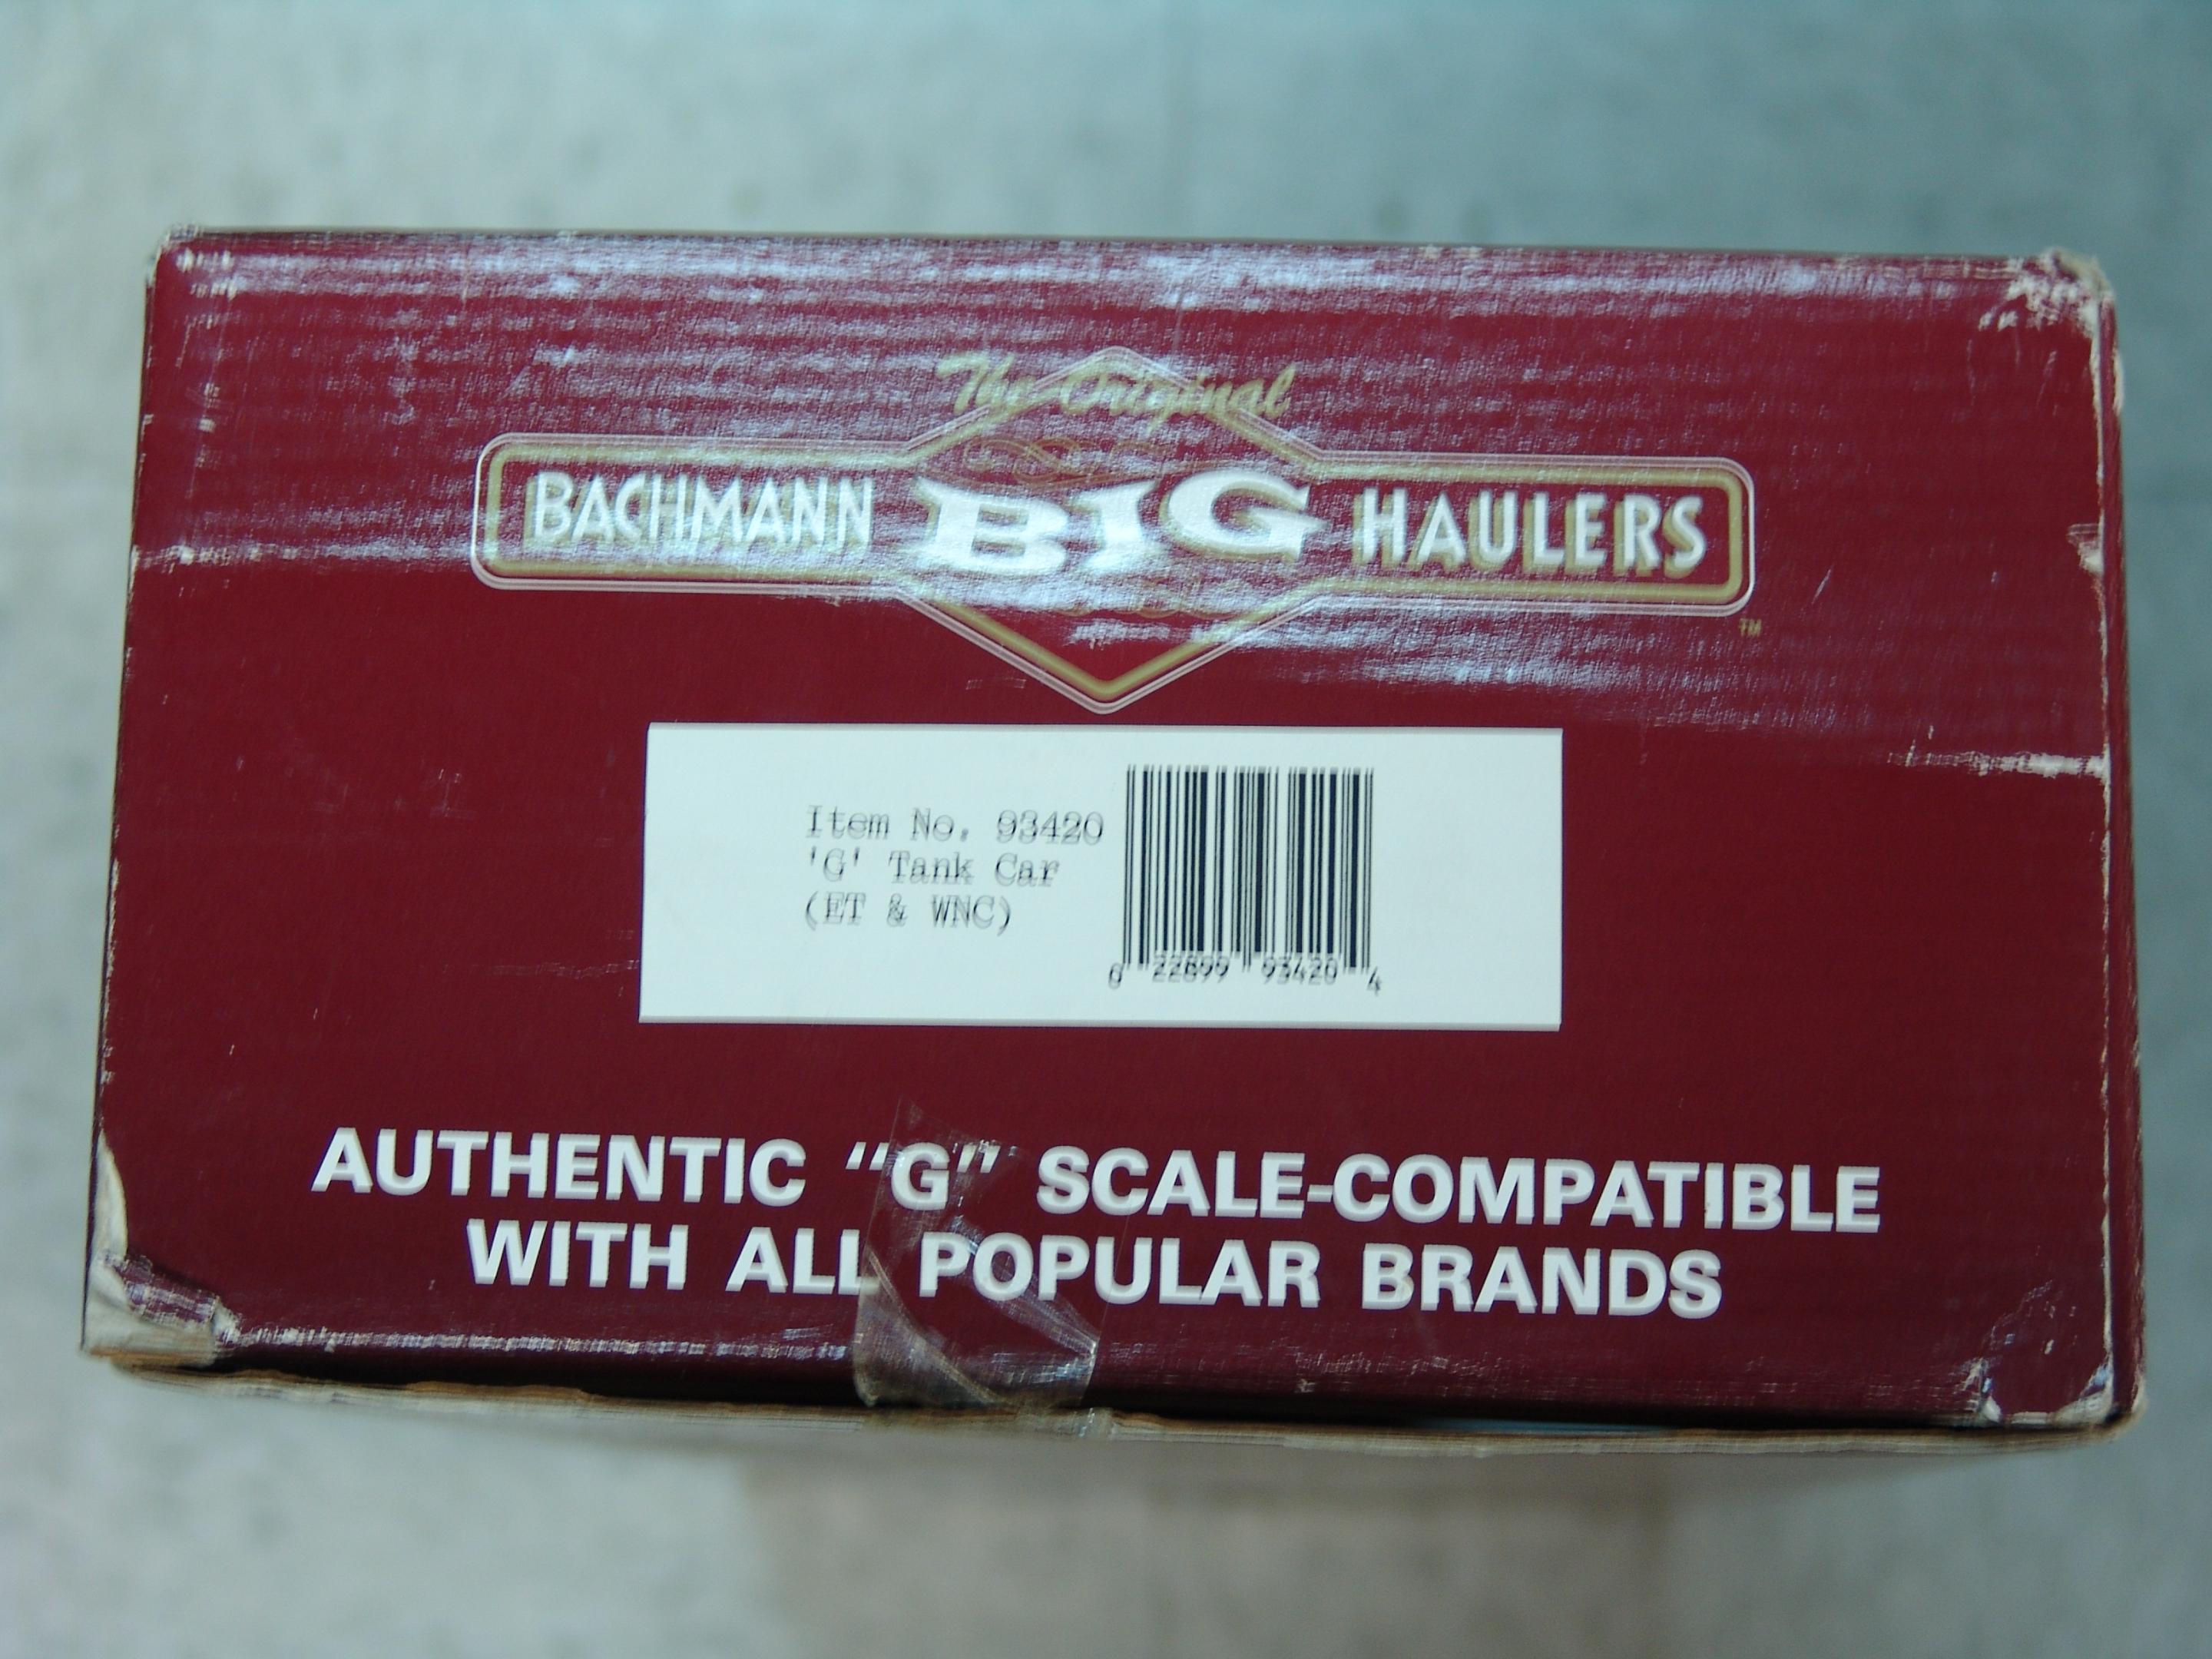 The Original
BACHMANN BIG HAULERS
TM
Item No. 93420
'G' Tank Car
(ET & WNC)
0 22899 93420 4
AUTHENTIC "G" SCALE-COMPATIBLE
WITH ALL POPULAR BRANDS